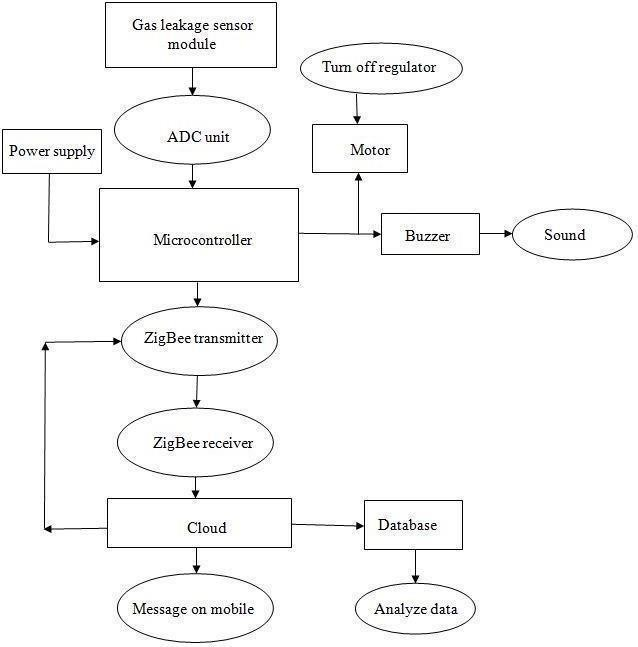 Gas leakage sensor
module
Turn off regulator
ADC unit
Motor
Power supply
Microcontroller
Buzzer
Sound
ZigBee transmitter
ZigBee receiver
Cloud
Database
Message on mobile
Analyze data